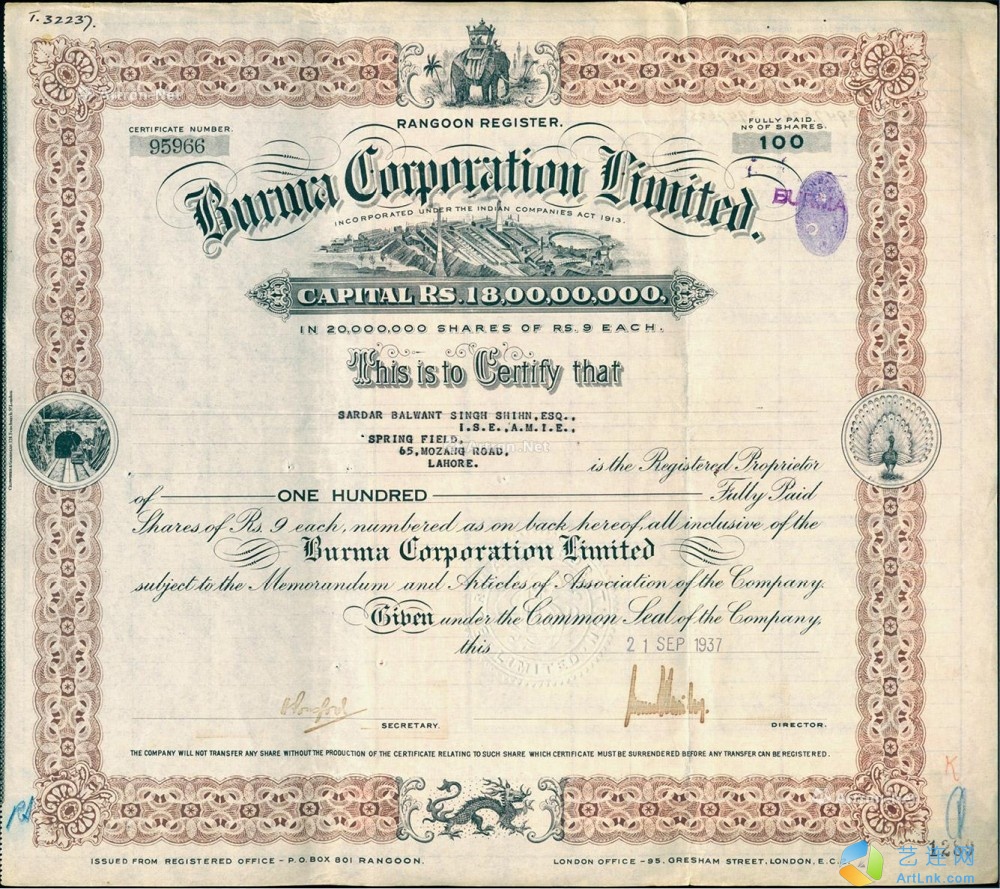 T. 32237.
RANGOON REGISTER.
CERTIFICATE NUMBER.
95966
FULLY PAID.
Nº OF SHARES.
100
Burma Corporation Limited.
BURMA
INCORPORATED UNDER THE INDIAN COMPANIES ACT 1913.
CAPITAL RS. 18,00,00,000,
IN 20,000,000 SHARES OF RS. 9 EACH.
This is to Certify that
SARDAR BALWANT SINGH SHIHN, ESQ.,
I.S.E., A.M.I.E.,
SPRING FIELD,
65, MOZANG ROAD,
LAHORE.
is the Registered Proprietor
of ONE HUNDRED Fully Paid
Shares of Rs. 9 each, numbered as on back hereof, all inclusive of the
Burma Corporation Limited
subject to the Memorandum and Articles of Association of the Company.
Given under the Common Seal of the Company,
this 21 SEP 1937
LIMITED
SECRETARY.
DIRECTOR.
THE COMPANY WILL NOT TRANSFER ANY SHARE WITHOUT THE PRODUCTION OF THE CERTIFICATE RELATING TO SUCH SHARE WHICH CERTIFICATE MUST BE SURRENDERED BEFORE ANY TRANSFER CAN BE REGISTERED.
K
ISSUED FROM REGISTERED OFFICE - P.O. BOX 801 RANGOON.
LONDON OFFICE - 95, GRESHAM STREET, LONDON, E.C.2.
艺连网
ArtLnk.com